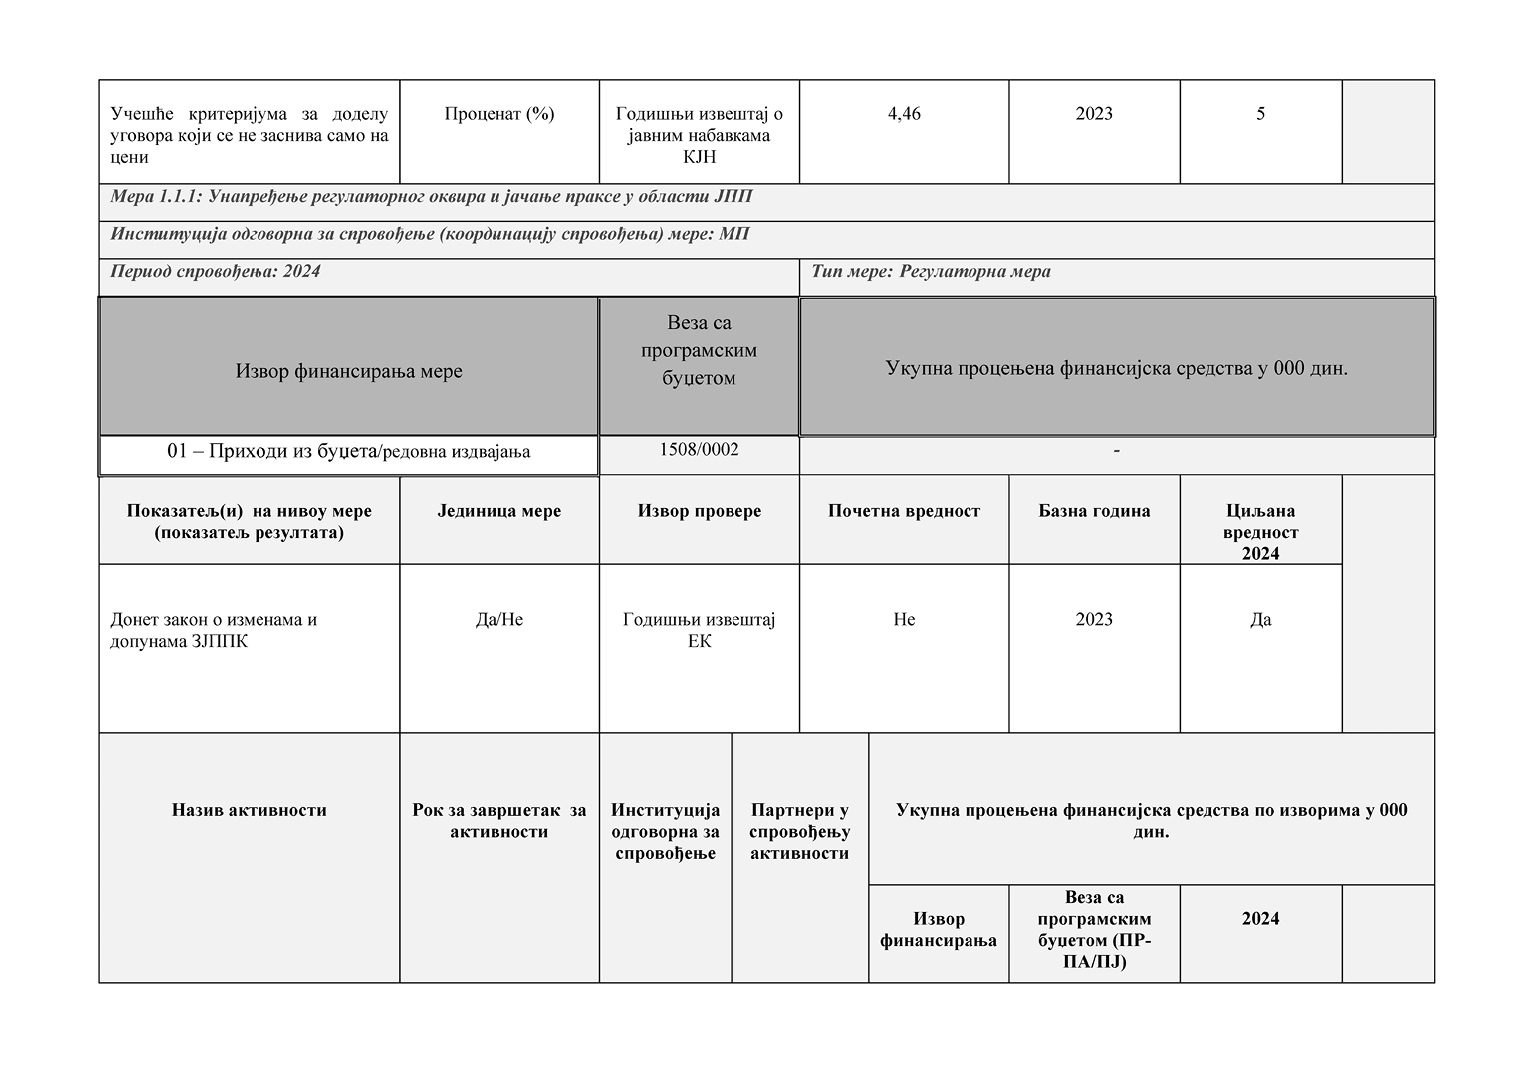 Учешће критеријума за доделу
уговора који се не заснива само на
цени
Проценат (%)
Годишњи извештај о
јавним набавкама
КЈН
4,46
2023
5
Мера 1.1.1: Унапређење регулаторног оквира и јачање праксе у области ЈПП
Институција одговорна за спровођење (координацију спровођења) мере: МП
Период спровођења: 2024
Тип мере: Регулаторна мера
Извор финансирања мере
Веза са
програмским
буџетом
Укупна процењена финансијска средства у 000 дин.
01 – Приходи из буџета/редовна издвајања
1508/0002
-
Показатељ(и) на нивоу мере
(показатељ резултата)
Јединица мере
Извор провере
Почетна вредност
Базна година
Циљана
вредност
2024
Донет закон о изменама и
допунама ЗЈППК
Да/Не
Годишњи извештај
ЕК
Не
2023
Да
Назив активности
Рок за завршетак за
активности
Институција
одговорна за
спровођење
Партнери у
спровођењу
активности
Укупна процењена финансијска средства по изворима у 000
дин.
Извор
финансирања
Веза са
програмским
буџетом (ПР-
ПА/ПЈ)
2024